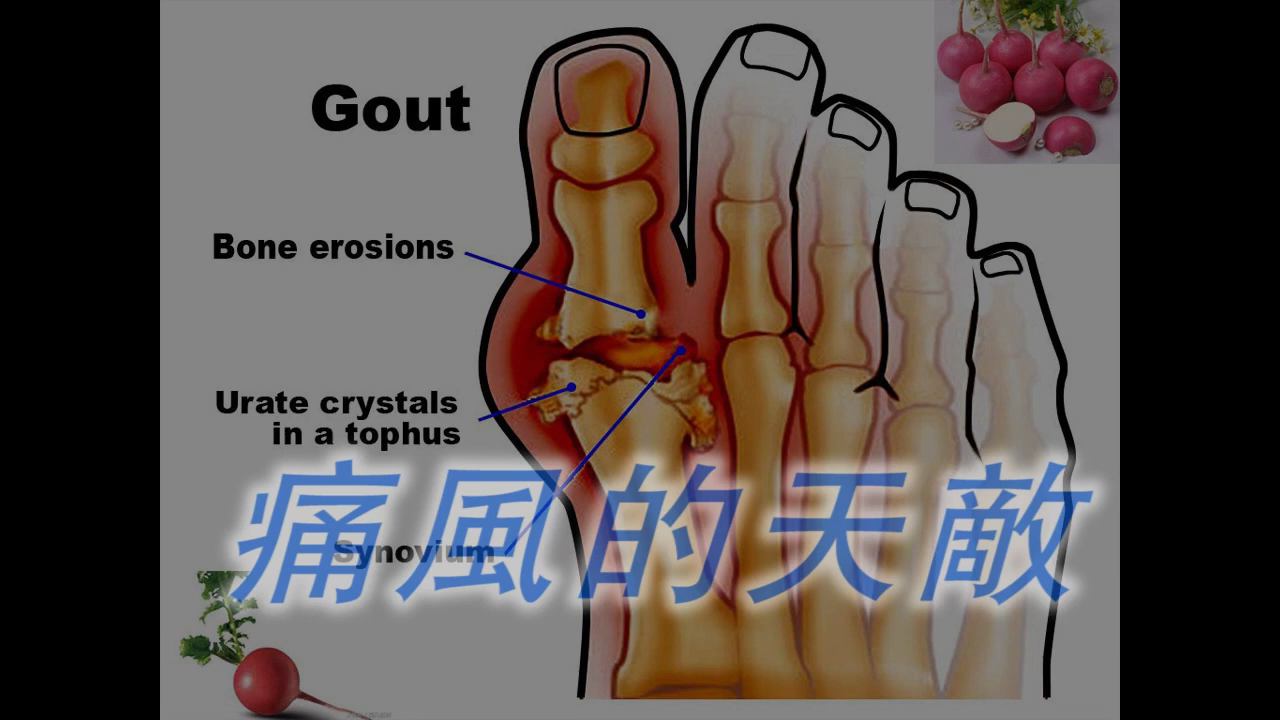 Gout
Bone erosions
Urate crystals
in a tophus
痛風的天敵
Synovium